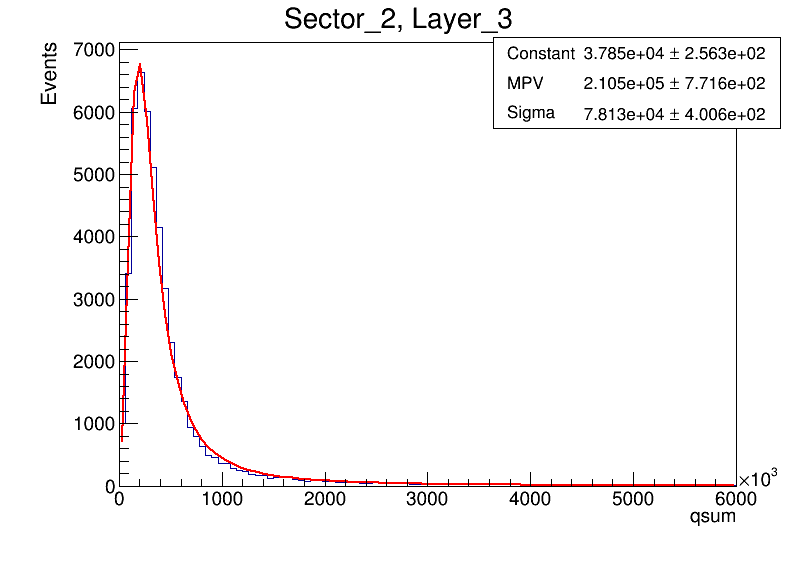 Sector_2, Layer_3
Constant 3.785e+04 ± 2.563e+02
MPV 2.105e+05 ± 7.716e+02
Sigma 7.813e+04 ± 4.006e+02
Events
7000
6000
5000
4000
3000
2000
1000
0
0 1000 2000 3000 4000 5000 6000
×10³
qsum